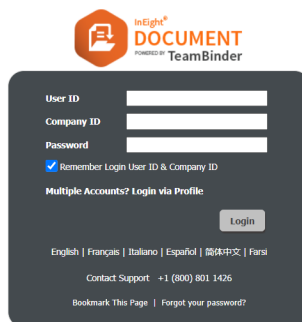 InEight®
DOCUMENT
POWERED BY TeamBinder
User ID
Company ID
Password
Remember Login User ID & Company ID
Multiple Accounts? Login via Profile
Login
English | Français | Italiano | Español | 简体中文 | Farsi
Contact Support +1 (800) 801 1426
Bookmark This Page | Forgot your password?